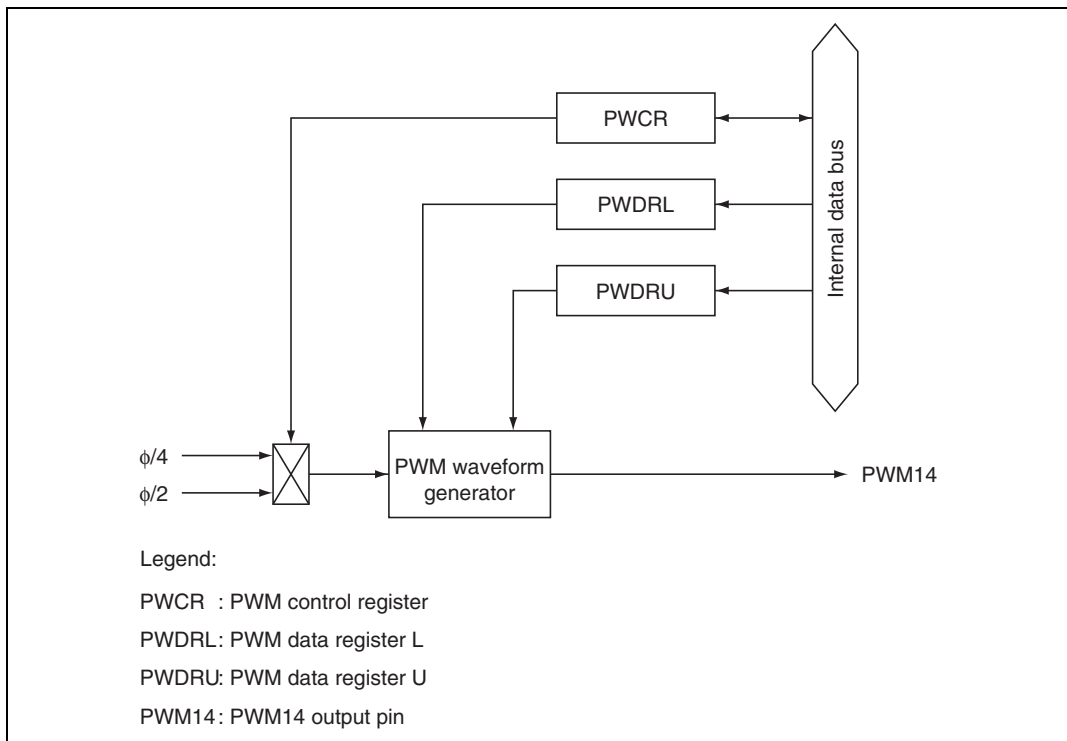 PWCR
PWDRL
PWDRU
Internal data bus
ϕ/4
ϕ/2
PWM waveform
generator
PWM14
Legend:
PWCR : PWM control register
PWDRL: PWM data register L
PWDRU: PWM data register U
PWM14: PWM14 output pin